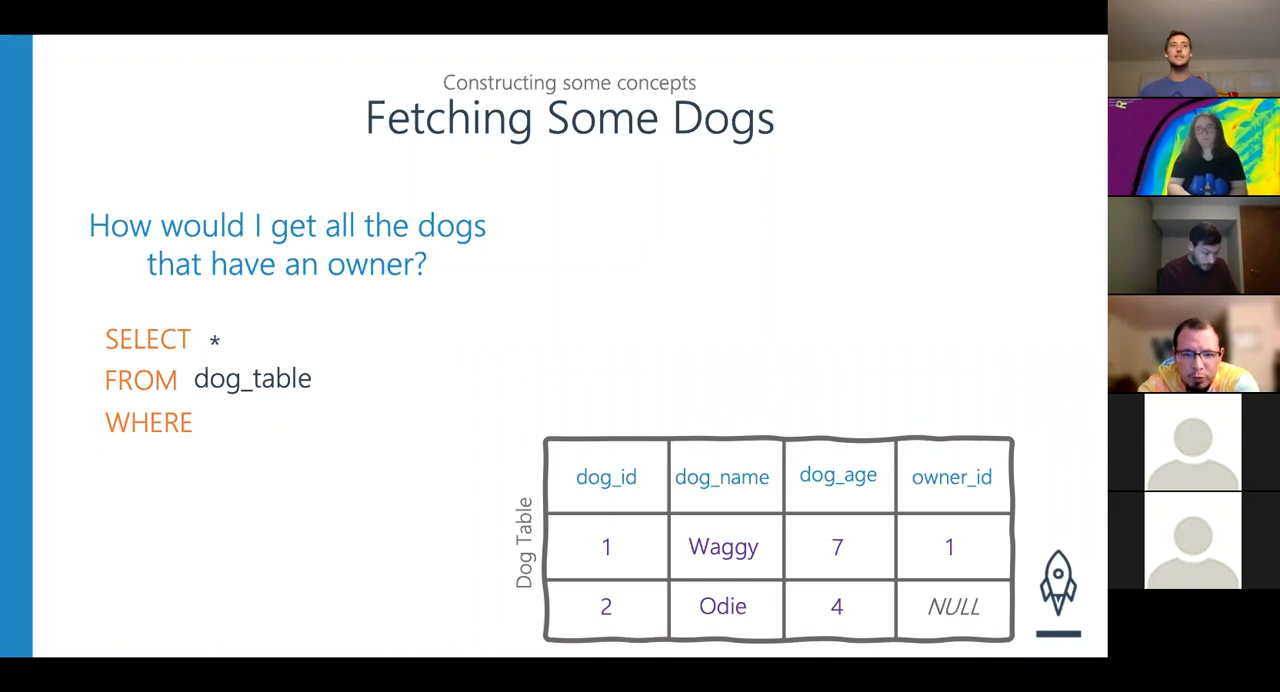 Constructing some concepts
Fetching Some Dogs
How would I get all the dogs
that have an owner?
SELECT *
FROM dog_table
WHERE
Dog Table
dog_id dog_name dog_age owner_id
1 Waggy 7 1
2 Odie 4 NULL